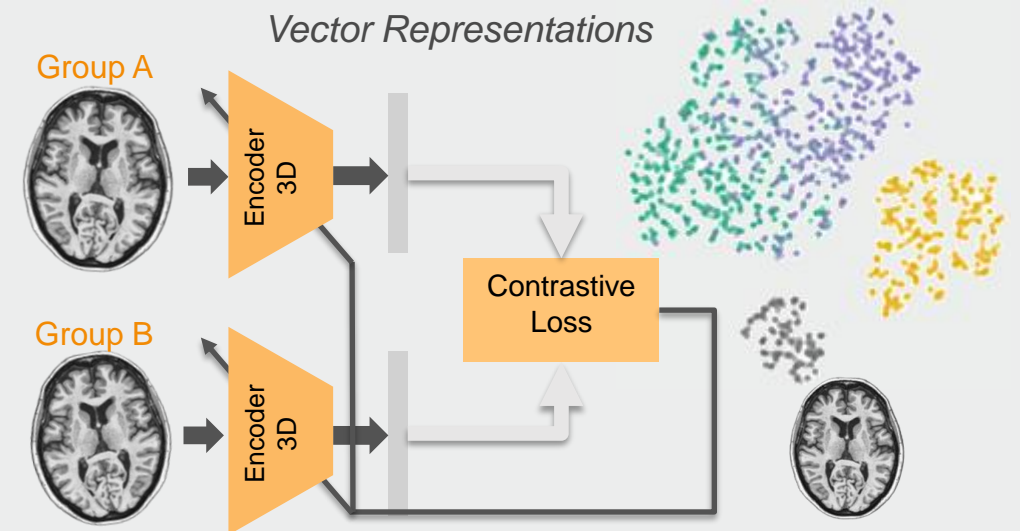 Vector Representations
Group A
Encoder
3D
Contrastive
Loss
Group B
Encoder
3D